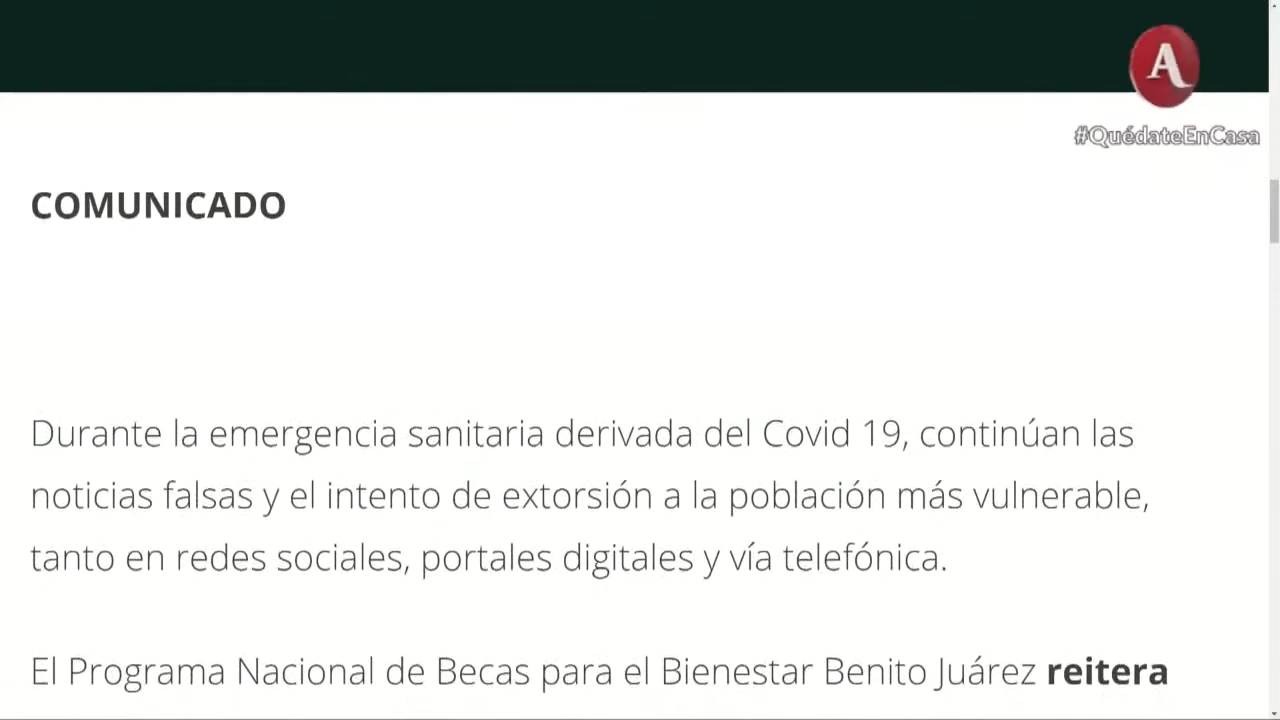 A
#QuédateEnCasa
COMUNICADO
Durante la emergencia sanitaria derivada del Covid 19, continúan las
noticias falsas y el intento de extorsión a la población más vulnerable,
tanto en redes sociales, portales digitales y vía telefónica.
El Programa Nacional de Becas para el Bienestar Benito Juárez reitera